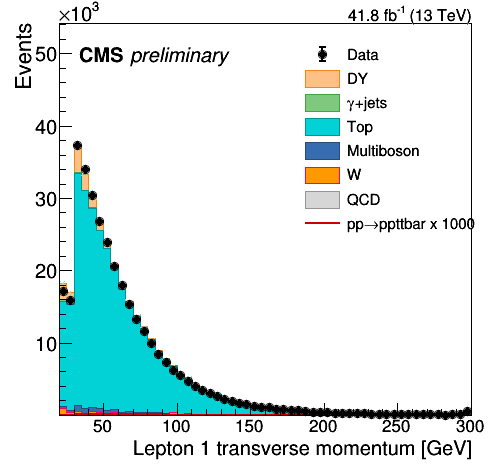 ×10³
41.8 fb⁻¹ (13 TeV)
Events
CMS preliminary
Data
DY
γ+jets
Top
Multiboson
W
QCD
pp→ppttbar x 1000
50
40
30
20
10
50 100 150 200 250 300
Lepton 1 transverse momentum [GeV]